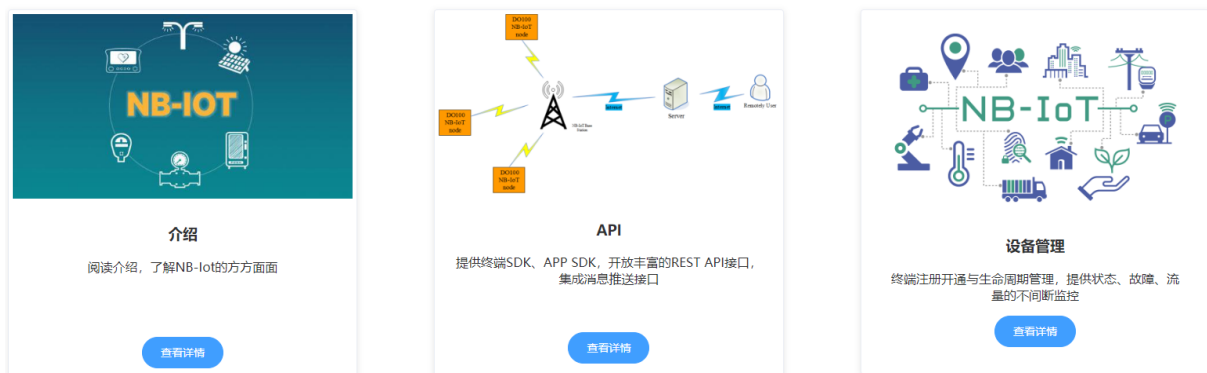 NB-IOT
介绍
阅读介绍，了解NB-Iot的方方面面
查看详情
DO100
NB-IoT
node
DO100
NB-IoT
node
DO100
NB-IoT
node
Server
Remotely User
API
提供终端SDK、APP SDK，开放丰富的REST API接口，
集成消息推送接口
查看详情
NB-IoT
P
设备管理
终端注册开通与生命周期管理，提供状态、故障、流
量的不间断监控
查看详情